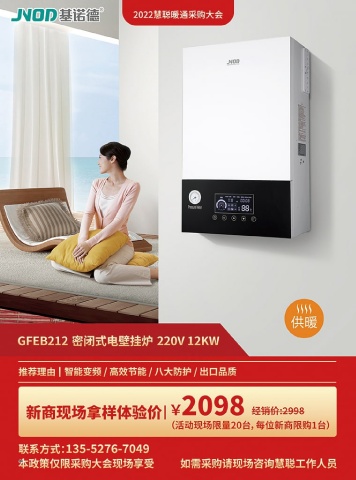 JNOD 基诺德
2022慧聪暖通采购大会
JNOD
88
供暖
GFEB212 密闭式电壁挂炉 220V 12KW
推荐理由 | 智能变频 / 高效节能 / 八大防护 / 出口品质
新商现场拿样体验价 | ¥2098 经销价:2998
(活动现场限量20台,每位新商限购1台)
联系方式：135-5276-7049
本政策仅限采购大会现场享受 如需采购请现场咨询慧聪工作人员